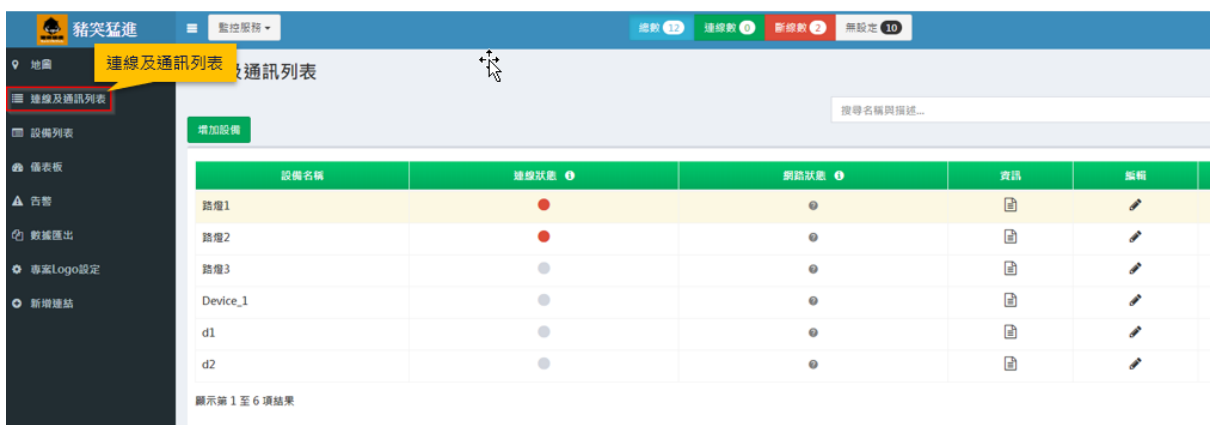 豬突猛進
監控服務
總數 12 連線數 0 斷線數 2 無設定 10
地圖
連線及通訊列表
通訊列表
連線及通訊列表
搜尋名稱與描述...
設備列表
增加設備
儀表板
設備名稱 連線狀態 網路狀態 資訊 編輯
告警
路燈1
數據匯出
路燈2
專案Logo設定
路燈3
新增連結
Device_1
d1
d2
顯示第 1 至 6 項結果